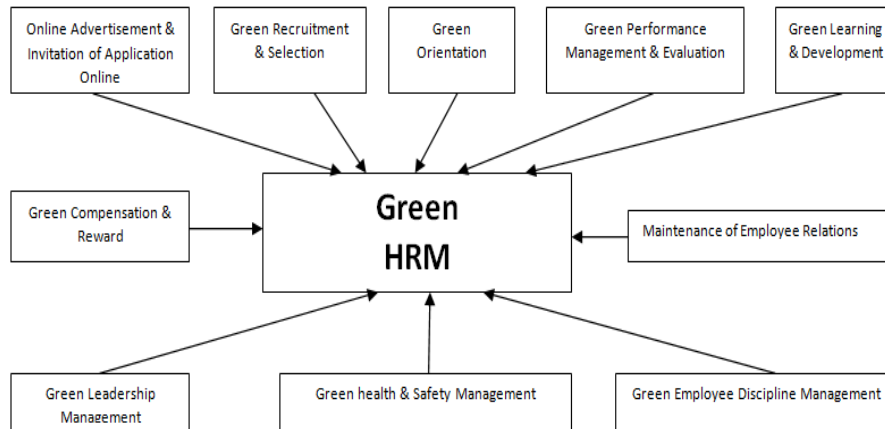 Online Advertisement &
Invitation of Application
Online
Green Recruitment
& Selection
Green
Orientation
Green Performance
Management & Evaluation
Green Learning
& Development
Green Compensation &
Reward
Green
HRM
Maintenance of Employee Relations
Green Leadership
Management
Green health & Safety Management
Green Employee Discipline Management